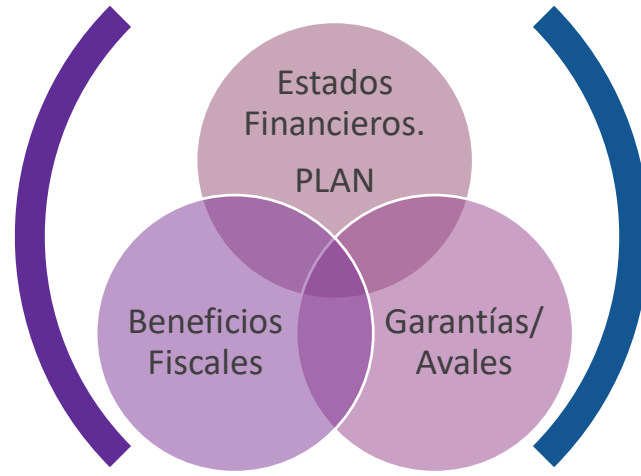 Estados
Financieros.
PLAN
Beneficios
Fiscales
Garantías/
Avales